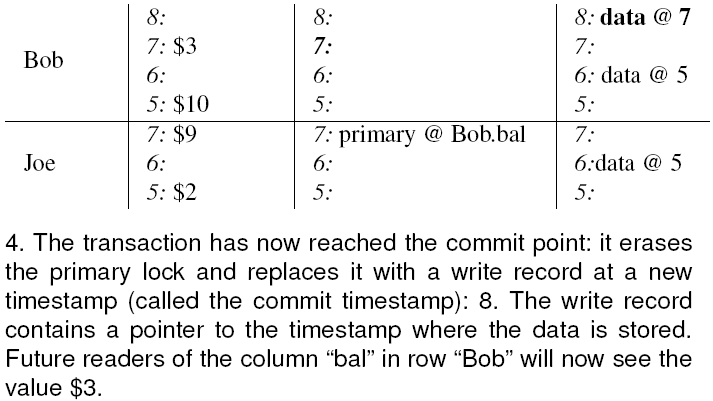 8: 8: 8: data @ 7
7: $3 7: 7:
Bob
6: 6: 6: data @ 5
5: $10 5: 5:
7: $9 7: primary @ Bob.bal 7:
Joe 6: 6: 6:data @ 5
5: $2 5: 5:
4. The transaction has now reached the commit point: it erases
the primary lock and replaces it with a write record at a new
timestamp (called the commit timestamp): 8. The write record
contains a pointer to the timestamp where the data is stored.
Future readers of the column “bal” in row “Bob” will now see the
value $3.